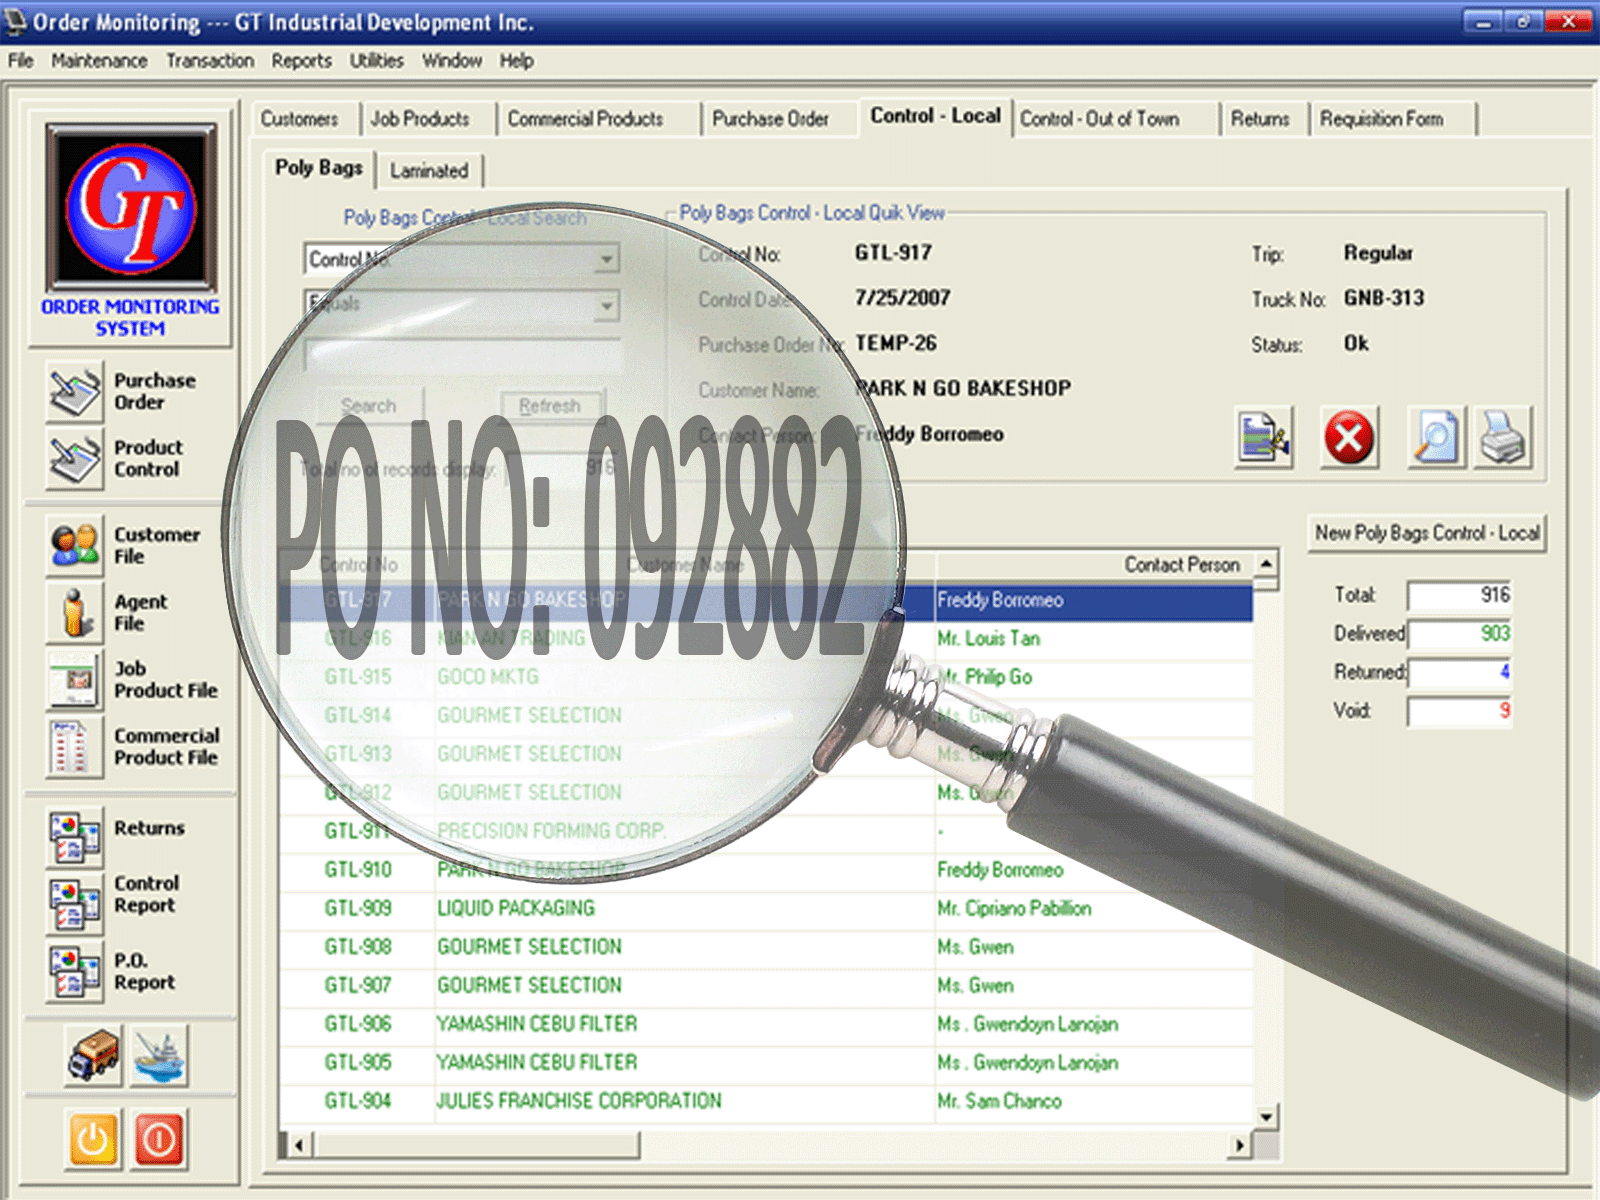 Order Monitoring --- GT Industrial Development Inc.
File Maintenance Transaction Reports Utilities Window Help
GT
ORDER MONITORING
SYSTEM
Purchase
Order
Product
Control
Customer
File
Agent
File
Job
Product File
Commercial
Product File
Returns
Control
Report
P.O.
Report
Customers Job Products Commercial Products Purchase Order Control - Local Control - Out of Town Returns Requisition Form
Poly Bags Laminated
Poly Bags Control - Local Search
Control No:
Equals
Search Refresh
Total no of records display: 916
Poly Bags Control - Local Quik View
Control No: GTL-917 Trip: Regular
Control Date: 7/25/2007 Truck No: GNB-313
Purchase Order No: TEMP-26 Status: Ok
Customer Name: PARK N GO BAKESHOP
Contact Person: Freddy Borromeo
PO NO: 092882
New Poly Bags Control - Local
Total: 916
Delivered 903
Returned: 4
Void: 9
Control No Customer Name Contact Person
GTL-917 PARK N GO BAKESHOP Freddy Borromeo
GTL-916 KIAN AN TRADING Mr. Louis Tan
GTL-915 GOCO MKTG Mr. Philip Go
GTL-914 GOURMET SELECTION Ms. Gwen
GTL-913 GOURMET SELECTION Ms. Gwen
GTL-912 GOURMET SELECTION Ms. Gwen
GTL-911 PRECISION FORMING CORP. -
GTL-910 PARK N GO BAKESHOP Freddy Borromeo
GTL-909 LIQUID PACKAGING Mr. Cipriano Pabillion
GTL-908 GOURMET SELECTION Ms. Gwen
GTL-907 GOURMET SELECTION Ms. Gwen
GTL-906 YAMASHIN CEBU FILTER Ms . Gwendoyn Lanojan
GTL-905 YAMASHIN CEBU FILTER Ms . Gwendoyn Lanojan
GTL-904 JULIES FRANCHISE CORPORATION Mr. Sam Chanco